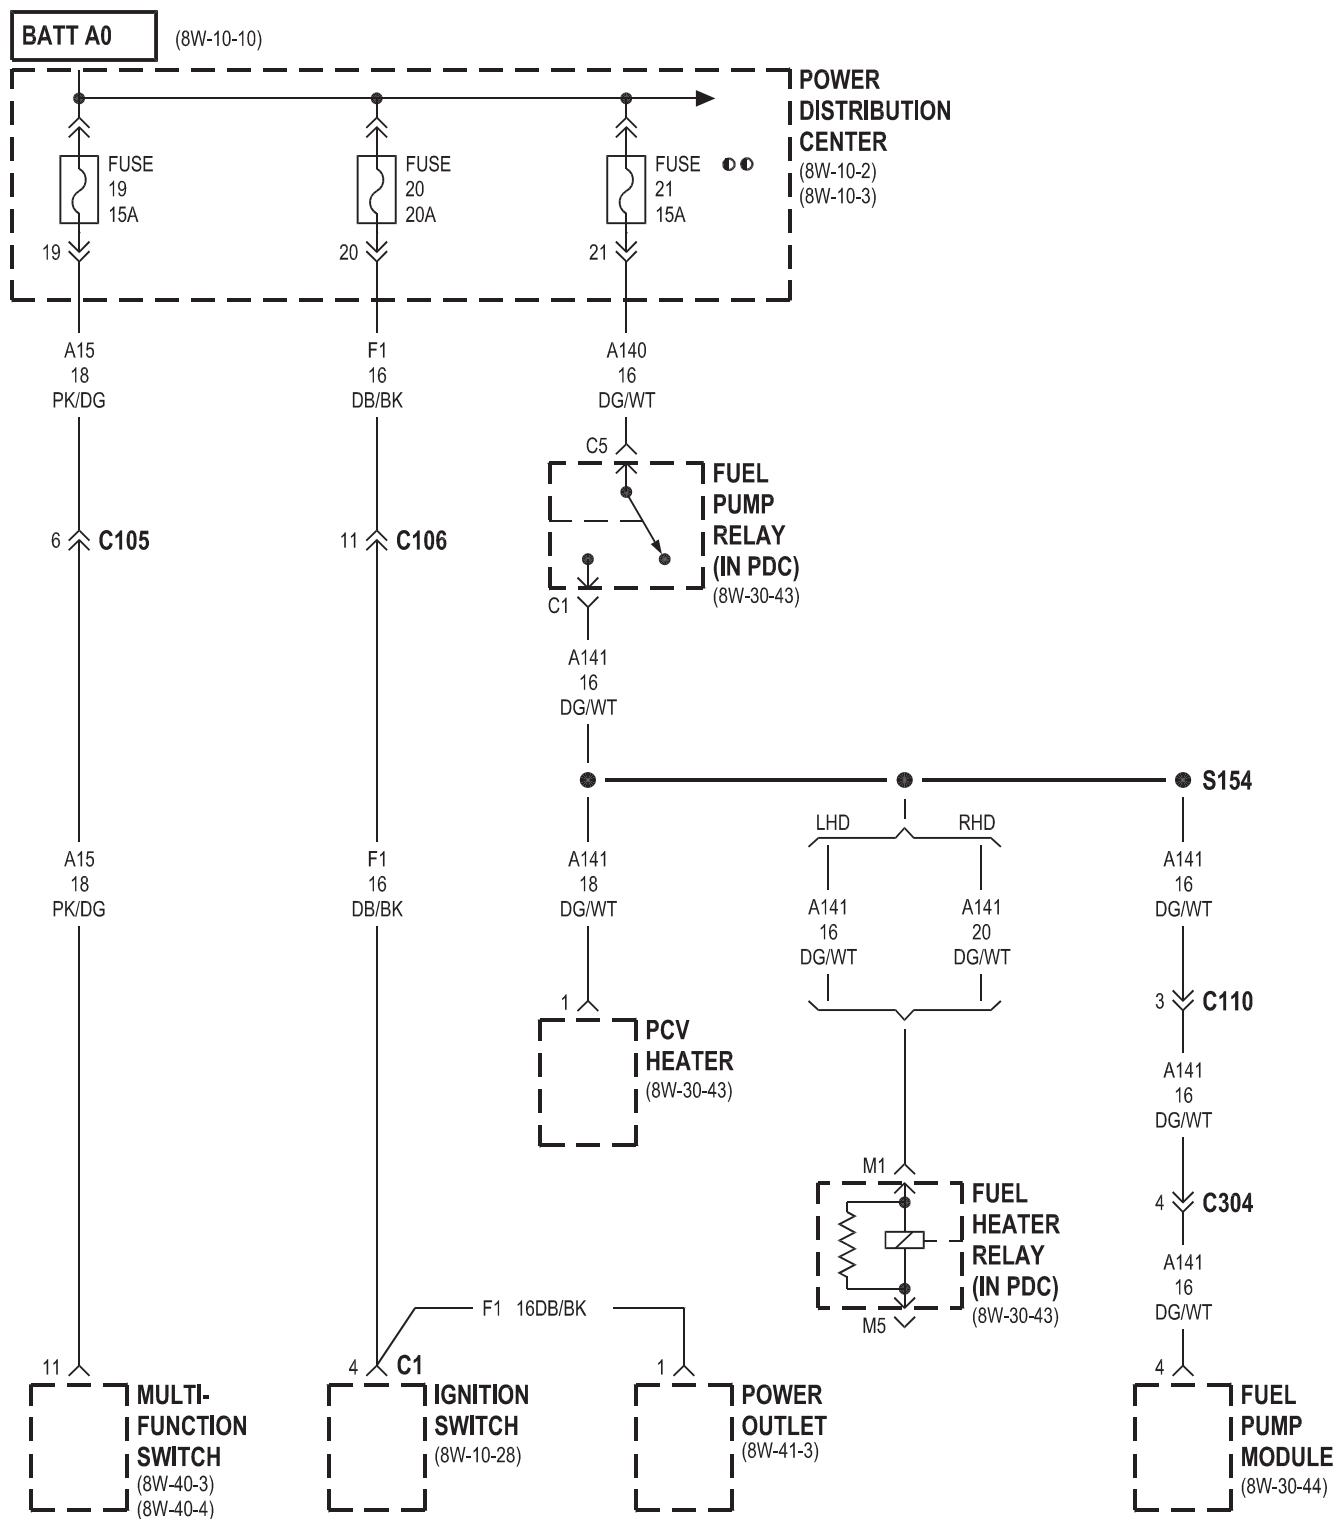 BATT A0
(8W-10-10)
POWER
DISTRIBUTION
CENTER
(8W-10-2)
(8W-10-3)
FUSE
19
15A
FUSE
20
20A
FUSE
21
15A
19
20
21
A15
18
PK/DG
F1
16
DB/BK
A140
16
DG/WT
C5
FUEL
PUMP
RELAY
(IN PDC)
(8W-30-43)
6
C105
11
C106
C1
A141
16
DG/WT
S154
LHD
RHD
A15
18
PK/DG
F1
16
DB/BK
A141
18
DG/WT
A141
16
DG/WT
A141
20
DG/WT
A141
16
DG/WT
1
PCV
HEATER
(8W-30-43)
3
C110
A141
16
DG/WT
M1
FUEL
HEATER
RELAY
(IN PDC)
(8W-30-43)
M5
4
C304
A141
16
DG/WT
F1 16DB/BK
11
MULTI-
FUNCTION
SWITCH
(8W-40-3)
(8W-40-4)
4
C1
IGNITION
SWITCH
(8W-10-28)
1
POWER
OUTLET
(8W-41-3)
4
FUEL
PUMP
MODULE
(8W-30-44)